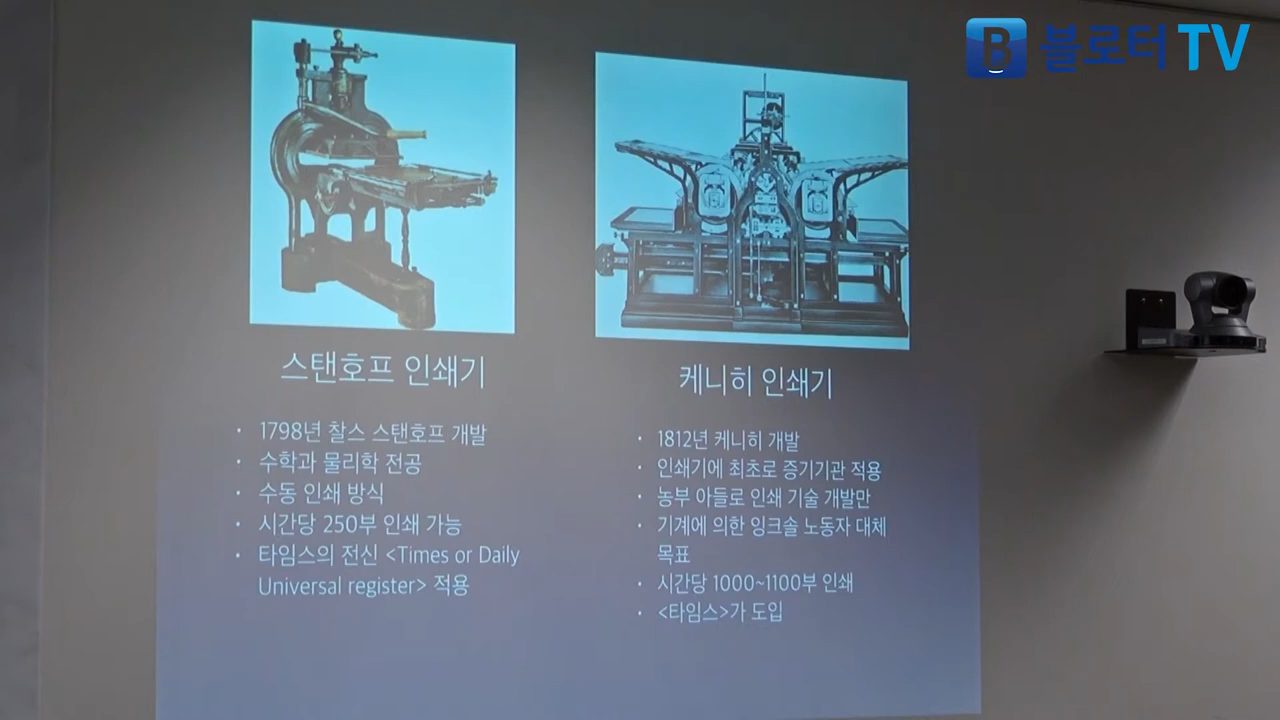 B 블로터 TV
스탠호프 인쇄기
• 1798년 찰스 스탠호프 개발
• 수학과 물리학 전공
• 수동 인쇄 방식
• 시간당 250부 인쇄 가능
• 타임스의 전신 <Times or Daily
Universal register> 적용
케니히 인쇄기
• 1812년 케니히 개발
• 인쇄기에 최초로 증기기관 적용
• 농부 아들로 인쇄 기술 개발만
• 기계에 의한 잉크솔 노동자 대체
목표
• 시간당 1000~1100부 인쇄
• <타임스>가 도입